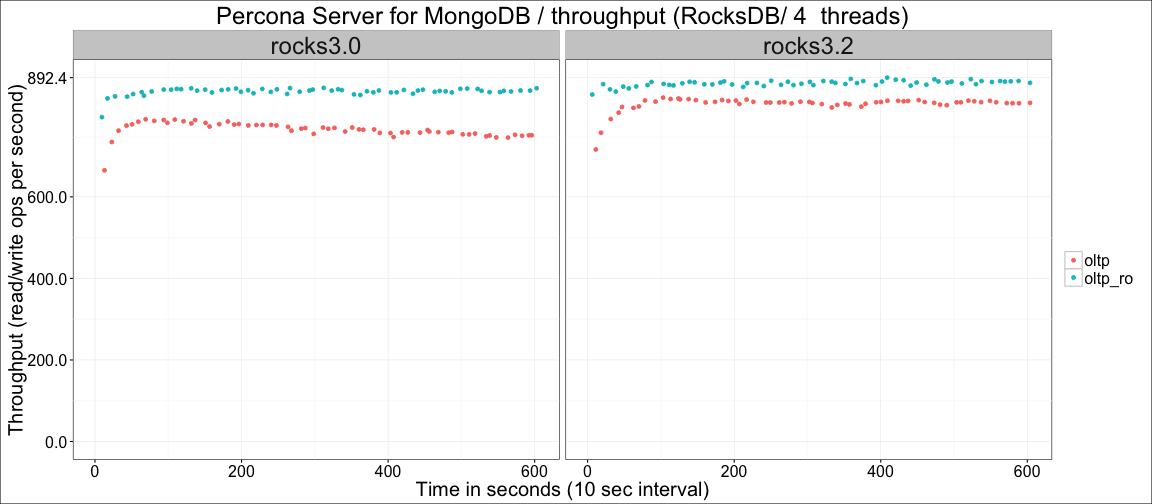 Percona Server for MongoDB / throughput (RocksDB/ 4  threads)
rocks3.0
rocks3.2
Throughput (read/write ops per second)
892.4
600.0
400.0
200.0
0.0
0 200 400 600
0 200 400 600
Time in seconds (10 sec interval)
oltp
oltp_ro